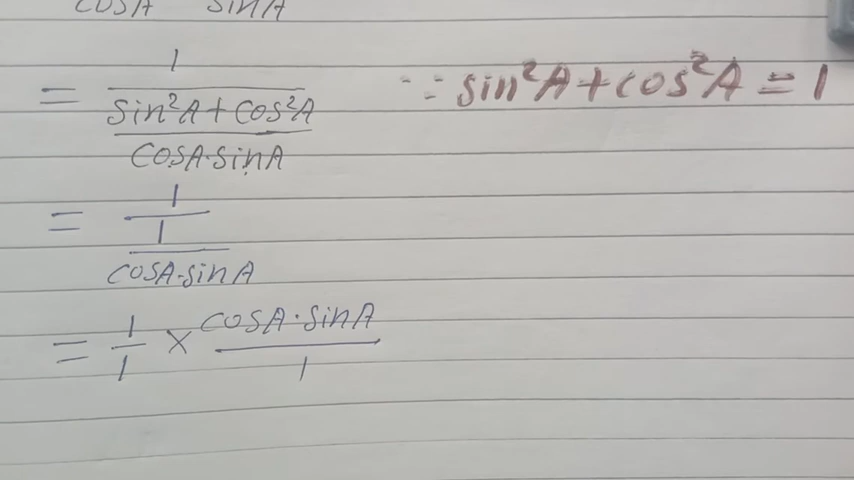 cosA sinA
= 1
sin²A + cos²A ∵ sin²A + cos²A = 1
cosA·sinA
= 1
1
cosA·sinA
= 1/1 × cosA·sinA/1